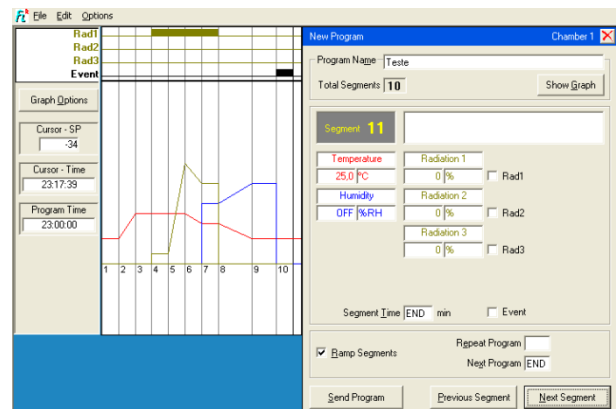 Fi File Edit Options
Rad1
Rad2
Rad3
Event
Graph Options
Cursor - SP
-34
Cursor - Time
23:17:39
Program Time
23:00:00
1 2 3 4 5 6 7 8 9 10
New Program Chamber 1
Program Name Teste
Total Segments 10 Show Graph
Segment 11
Temperature Radiation 1
25,0 °C 0 % Rad1
Humidity Radiation 2
OFF %RH 0 % Rad2
Radiation 3
0 % Rad3
Segment Time END min Event
Ramp Segments
Repeat Program
Next Program END
Send Program Previous Segment Next Segment